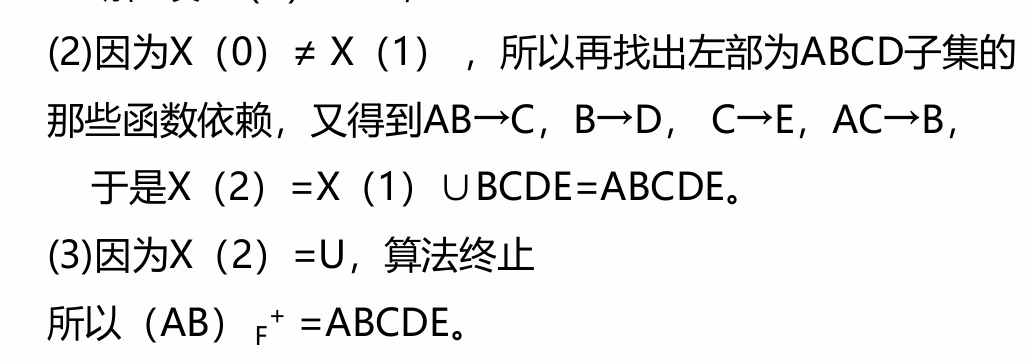 (2)因为X（0）≠ X（1），所以再找出左部为ABCD子集的
那些函数依赖，又得到AB→C，B→D， C→E，AC→B，
于是X（2）=X（1）∪BCDE=ABCDE。
(3)因为X（2）=U，算法终止
所以（AB）F+ =ABCDE。